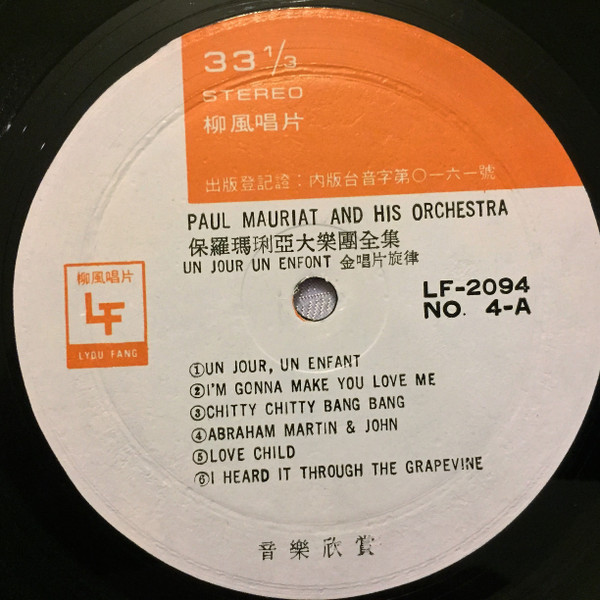 33 1/3
STEREO
柳風唱片
出版登記證：內版台音字第〇一六一號
PAUL MAURIAT AND HIS ORCHESTRA
保羅瑪琍亞大樂團全集
UN JOUR UN ENFONT 金唱片旋律
LF-2094
NO. 4-A
柳風唱片
LF
LYOU FANG
①UN JOUR, UN ENFANT
②I'M GONNA MAKE YOU LOVE ME
③CHITTY CHITTY BANG BANG
④ABRAHAM MARTIN & JOHN
⑤LOVE CHILD
⑥I HEARD IT THROUGH THE GRAPEVINE
音樂欣賞